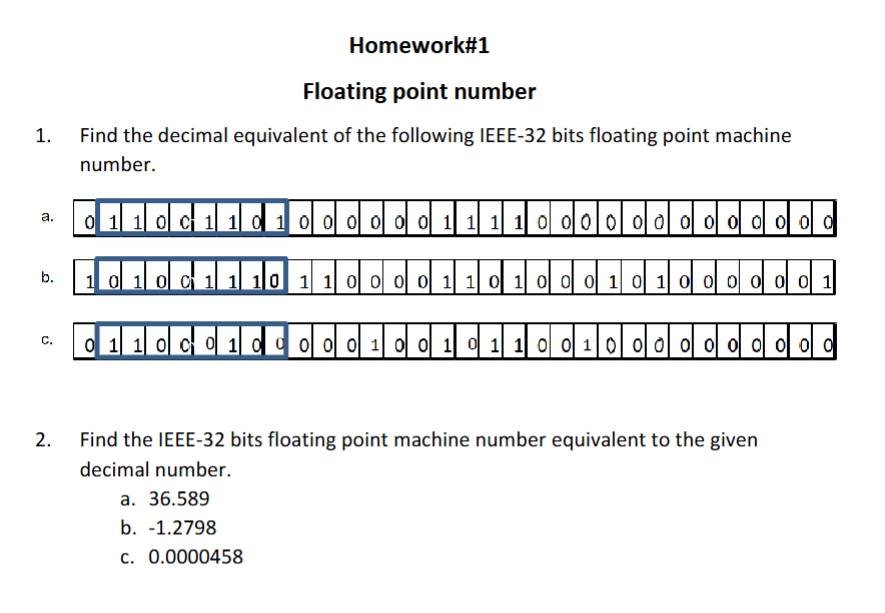 Homework#1
Floating point number
1. Find the decimal equivalent of the following IEEE-32 bits floating point machine
number.
a. 0 1 1 0 0 1 1 0 1 0 0 0 0 0 0 1 1 1 1 0 0 0 0 0 0 0 0 0 0 0 0 0
b. 1 0 1 0 0 1 1 1 0 1 1 0 0 0 0 1 1 0 1 0 0 0 1 0 1 0 0 0 0 0 0 1
c. 0 1 1 0 0 0 1 0 0 0 0 0 1 0 0 1 0 1 1 0 0 1 0 0 0 0 0 0 0 0 0 0
2. Find the IEEE-32 bits floating point machine number equivalent to the given
decimal number.
a. 36.589
b. -1.2798
c. 0.0000458